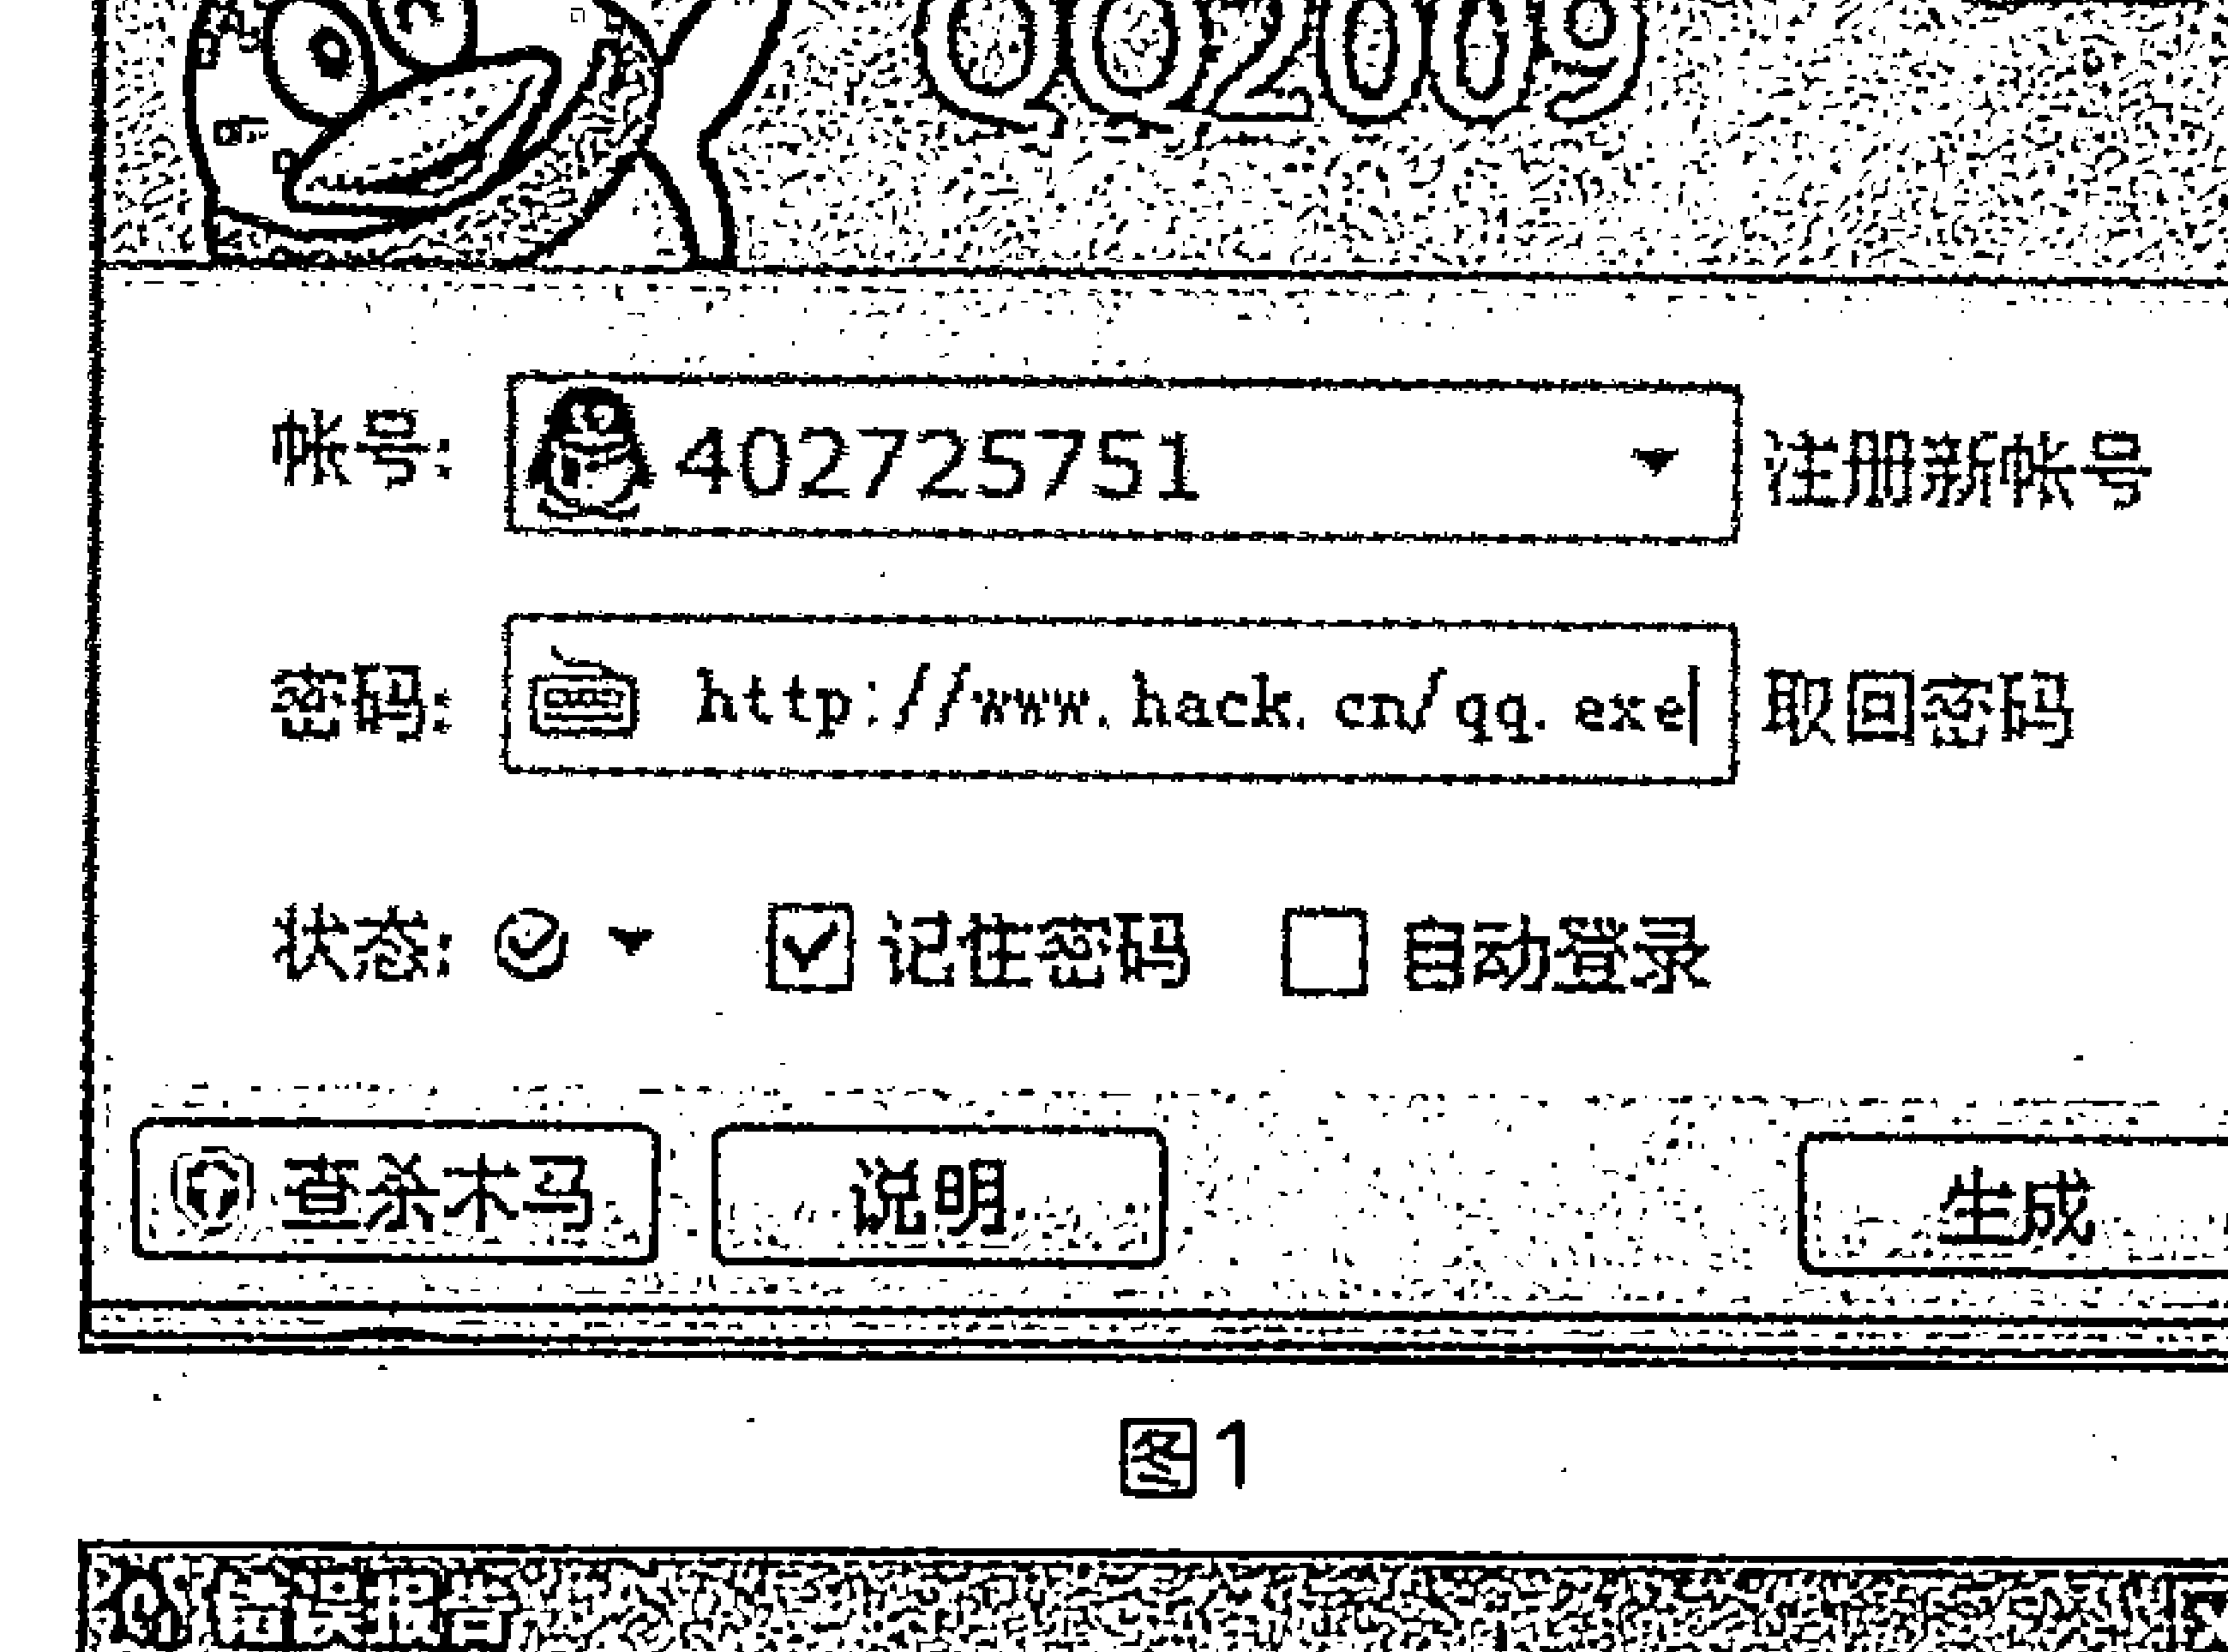 QQ2009
帐号: 402725751 注册新帐号
密码: http://www.hack.cn/qq.exe 取回密码
状态: 记住密码 自动登录
查杀木马 说明 生成
图1
错误报告